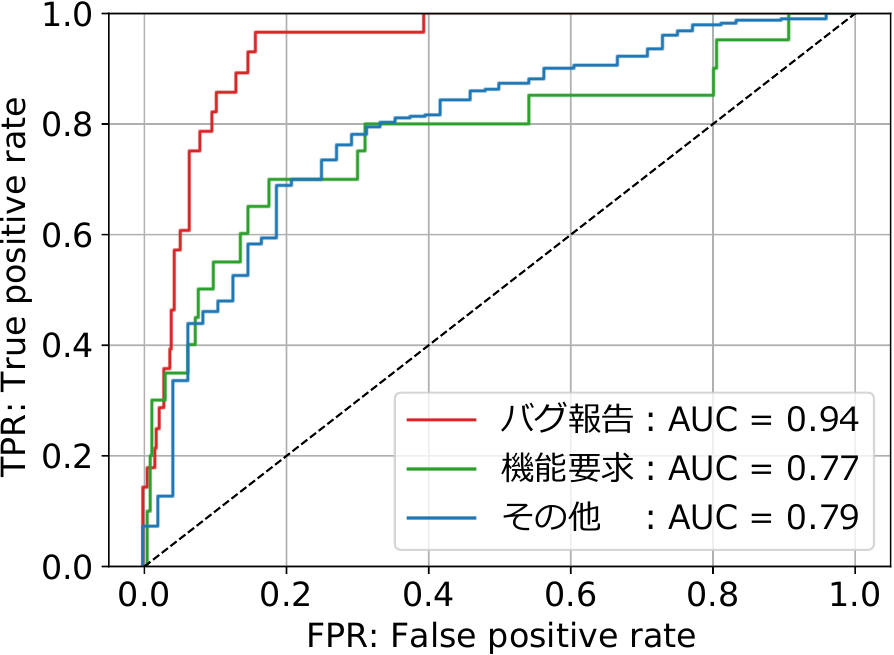 1.0
0.8
0.6
0.4
0.2
0.0
TPR: True positive rate
バグ報告 : AUC = 0.94
機能要求 : AUC = 0.77
その他 : AUC = 0.79
0.0 0.2 0.4 0.6 0.8 1.0
FPR: False positive rate